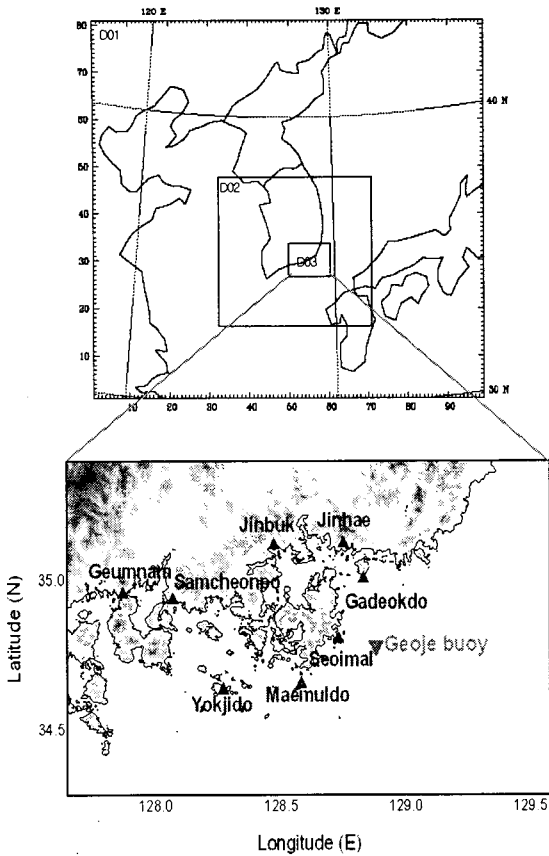 120 E 130 E
80
D01
70
60
40 N
50
D02
40
30
D03
20
10
30 N
10 20 30 40 50 60 70 80 90
Jinbuk Jinhae
Geumnam Samcheonpo
35.0
Gadeokdo
Geoje buoy
Seoimal
Yokjido Maemuldo
34.5
128.0 128.5 129.0 129.5
Latitude (N)
Longitude (E)